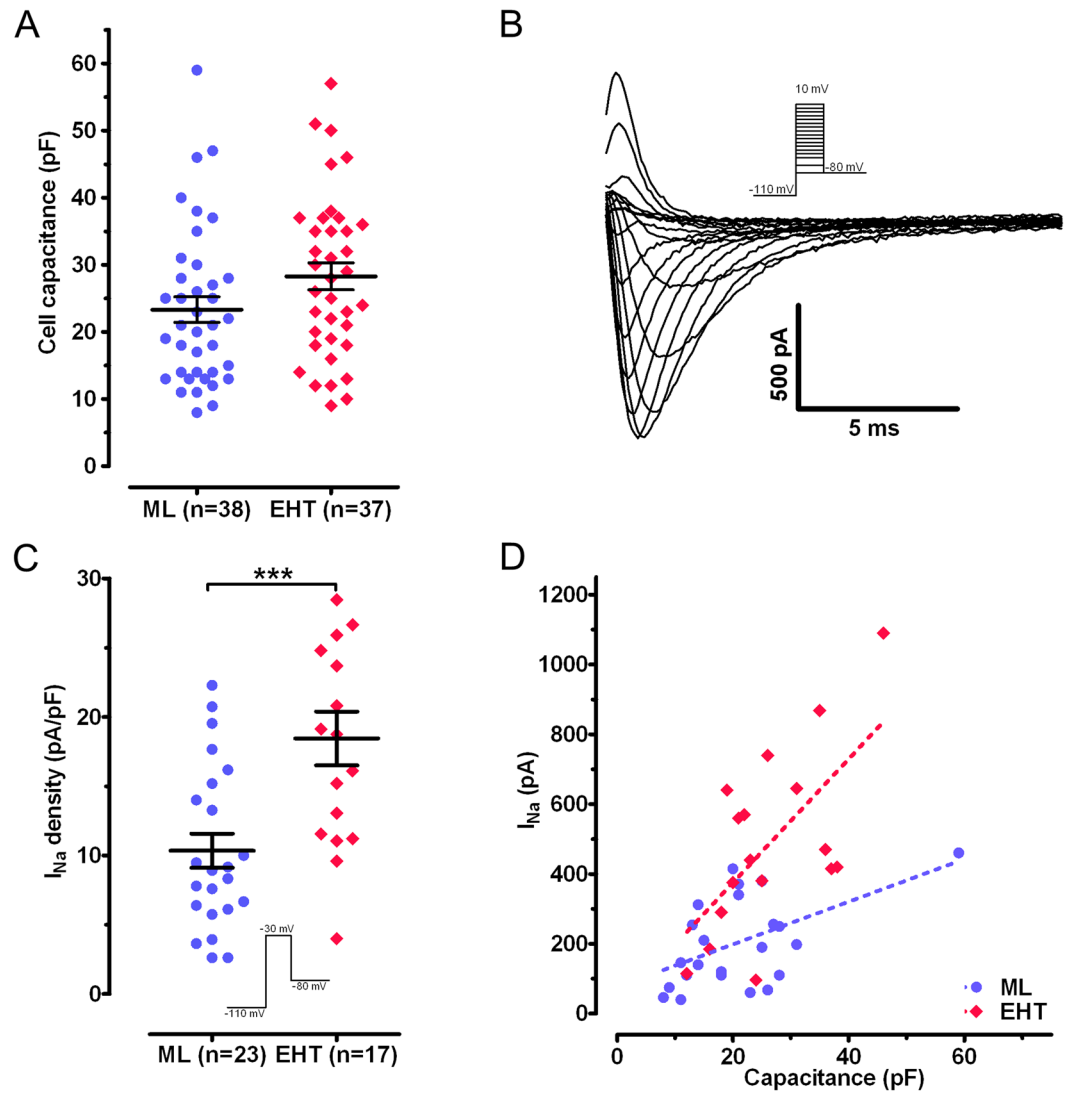 A
Cell capacitance (pF)
60
50
40
30
20
10
0
ML (n=38) EHT (n=37)
B
10 mV
-80 mV
-110 mV
500 pA
5 ms
C
I_Na density (pA/pF)
30
20
10
0
***
-30 mV
-80 mV
-110 mV
ML (n=23) EHT (n=17)
D
I_Na (pA)
1200
1000
800
600
400
200
0
ML
EHT
0 20 40 60
Capacitance (pF)